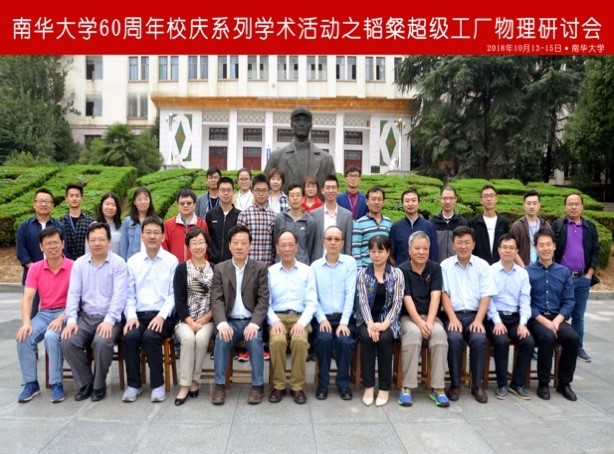 南华大学60周年校庆系列学术活动之韬粲超级工厂物理研讨会
2018年10月13-15日 • 南华大学